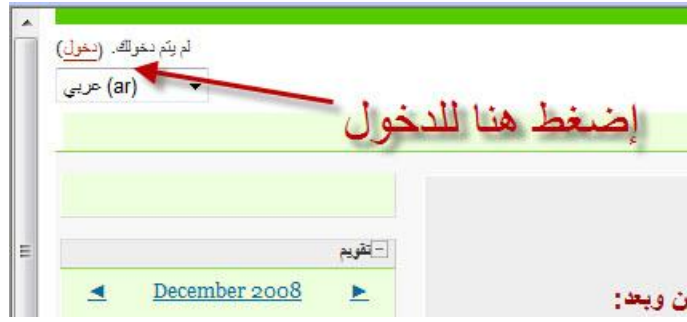 لم يتم دخولك. (دخول)
عربي (ar)
إضغط هنا للدخول
تقويم
December 2008
ن وبعد: